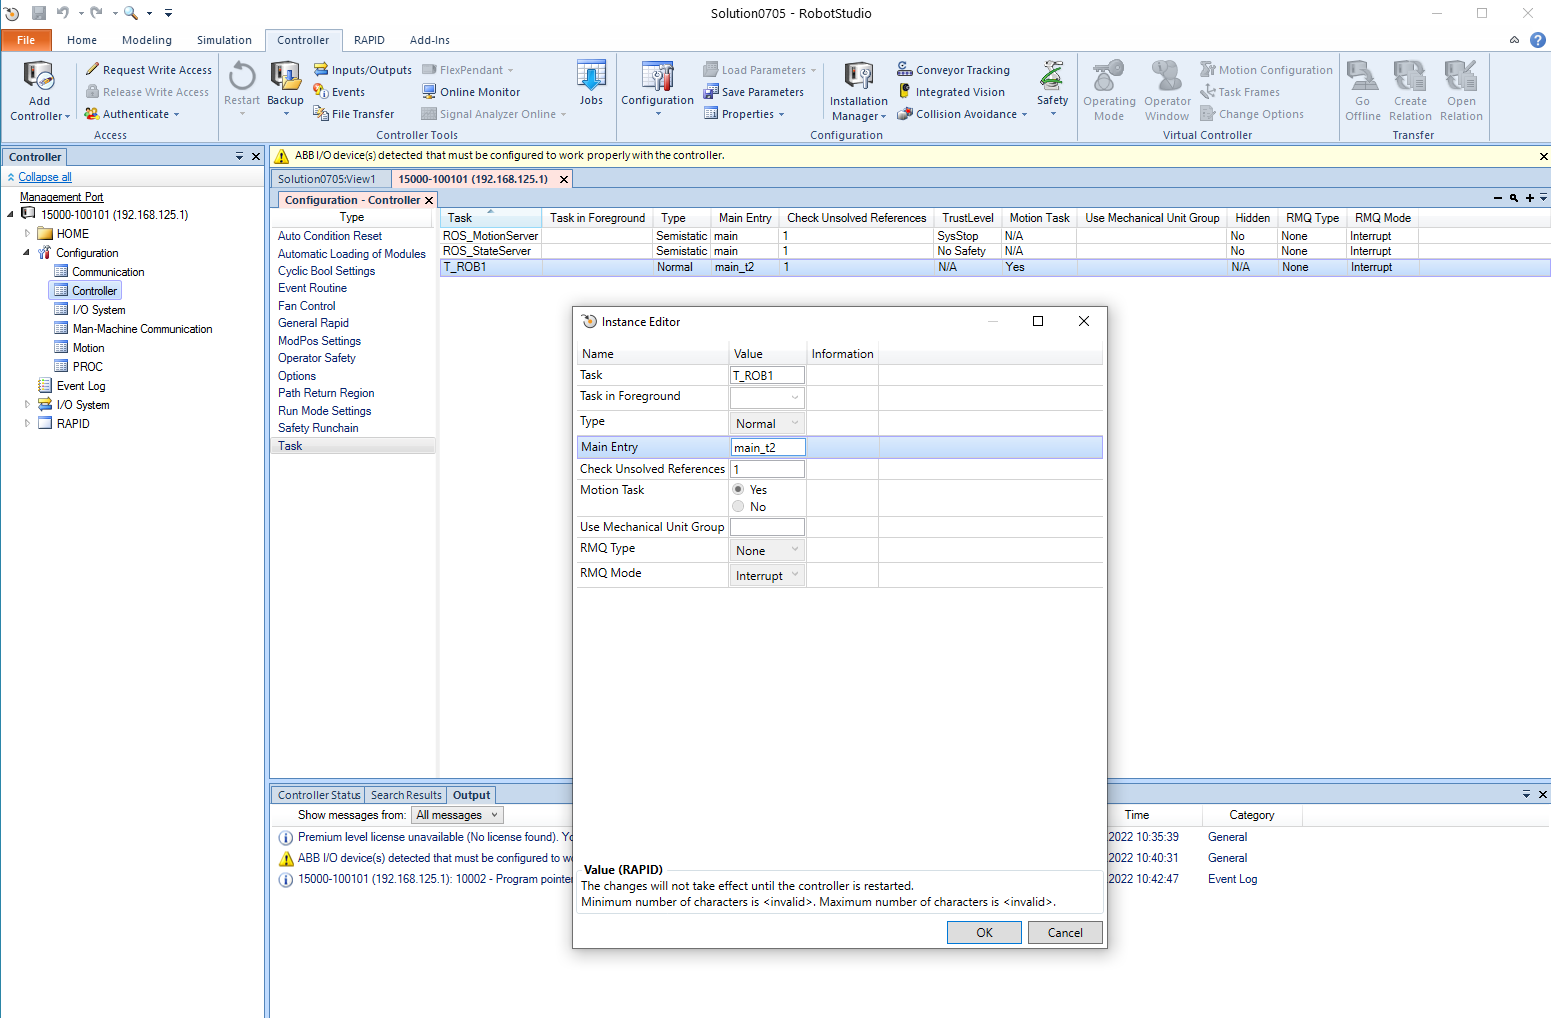 Solution0705 - RobotStudio
File Home Modeling Simulation Controller RAPID Add-Ins
Add Controller
Request Write Access
Release Write Access
Authenticate
Access
Restart
Backup
Inputs/Outputs
Events
File Transfer
FlexPendant
Online Monitor
Signal Analyzer Online
Jobs
Controller Tools
Configuration
Load Parameters
Save Parameters
Properties
Installation Manager
Conveyor Tracking
Integrated Vision
Collision Avoidance
Safety
Configuration
Operating Mode
Operator Window
Motion Configuration
Task Frames
Change Options
Virtual Controller
Go Offline
Create Relation
Open Relation
Transfer
Controller
Collapse all
Management Port
15000-100101 (192.168.125.1)
HOME
Configuration
Communication
Controller
I/O System
Man-Machine Communication
Motion
PROC
Event Log
I/O System
RAPID
ABB I/O device(s) detected that must be configured to work properly with the controller.
Solution0705:View1 15000-100101 (192.168.125.1)
Configuration - Controller
Type
Auto Condition Reset
Automatic Loading of Modules
Cyclic Bool Settings
Event Routine
Fan Control
General Rapid
ModPos Settings
Operator Safety
Options
Path Return Region
Run Mode Settings
Safety Runchain
Task
Task Task in Foreground Type Main Entry Check Unsolved References TrustLevel Motion Task Use Mechanical Unit Group Hidden RMQ Type RMQ Mode
ROS_MotionServer Semistatic main 1 SysStop N/A No None Interrupt
ROS_StateServer Semistatic main 1 No Safety N/A No None Interrupt
T_ROB1 Normal main_t2 1 N/A Yes N/A None Interrupt
Instance Editor
Name Value Information
Task T_ROB1
Task in Foreground
Type Normal
Main Entry main_t2
Check Unsolved References 1
Motion Task Yes
No
Use Mechanical Unit Group
RMQ Type None
RMQ Mode Interrupt
Value (RAPID)
The changes will not take effect until the controller is restarted.
Minimum number of characters is <invalid>. Maximum number of characters is <invalid>.
OK Cancel
Controller Status Search Results Output
Show messages from: All messages
Time Category
Premium level license unavailable (No license found). Yo 2022 10:35:39 General
ABB I/O device(s) detected that must be configured to wo 2022 10:40:31 General
15000-100101 (192.168.125.1): 10002 - Program pointer 2022 10:42:47 Event Log